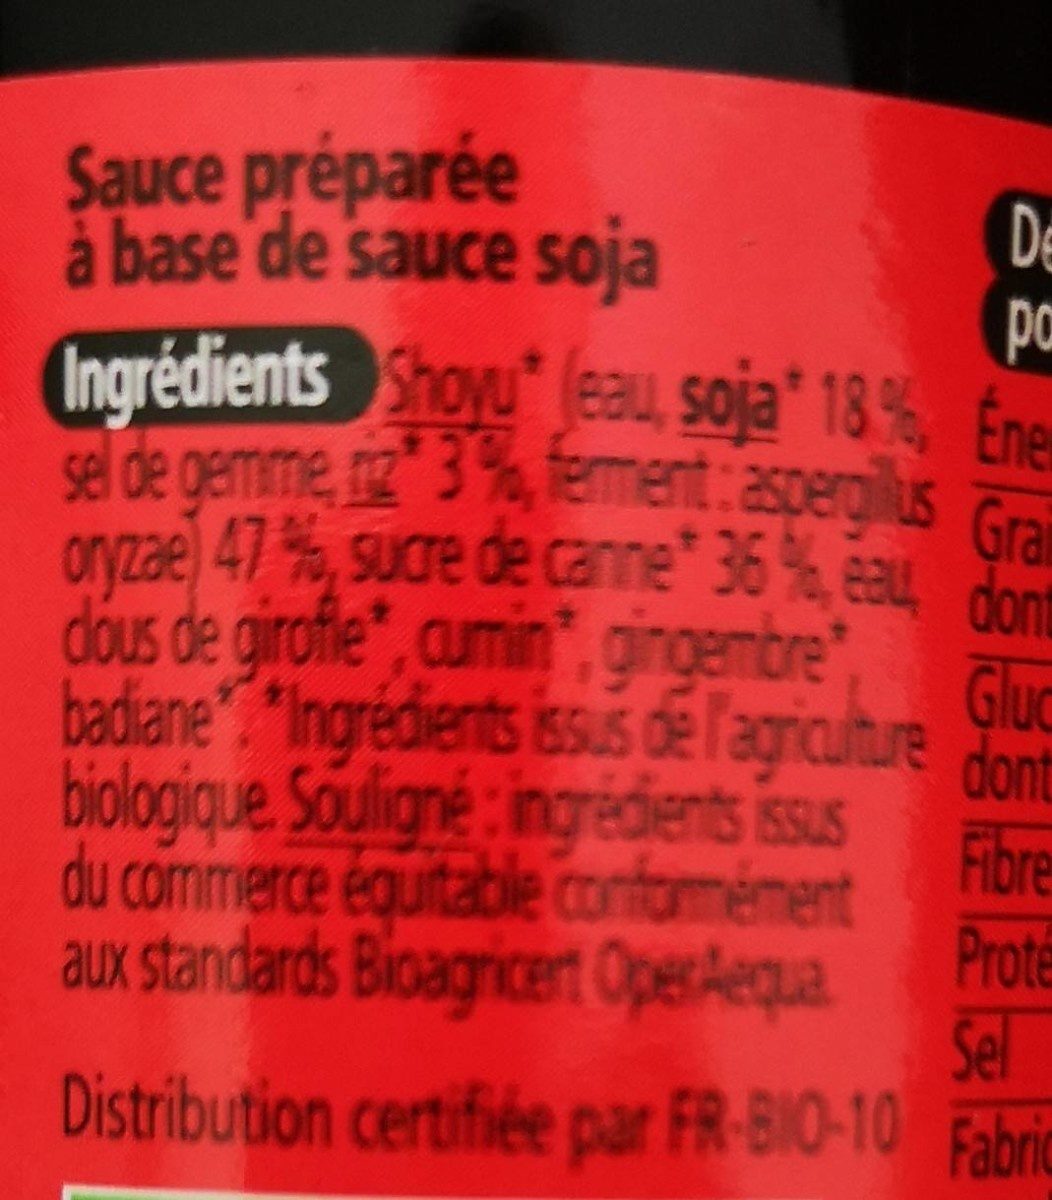 Sauce préparée
à base de sauce soja
Ingrédients Shoyu* (eau, soja* 18 %,
sel de gemme, riz* 3 %, ferment : aspergillus
oryzae) 47 %, sucre de canne* 36 %, eau,
clous de girofle*, cumin*, gingembre*,
badiane*. *Ingrédients issus de l'agriculture
biologique. Souligné : ingrédients issus
du commerce équitable conformément
aux standards Bioagricert OperAequa.
Distribution certifiée par FR-BIO-10
Dé
po
Éner
Grai
dont
Gluc
dont
Fibre
Proté
Sel
Fabriq